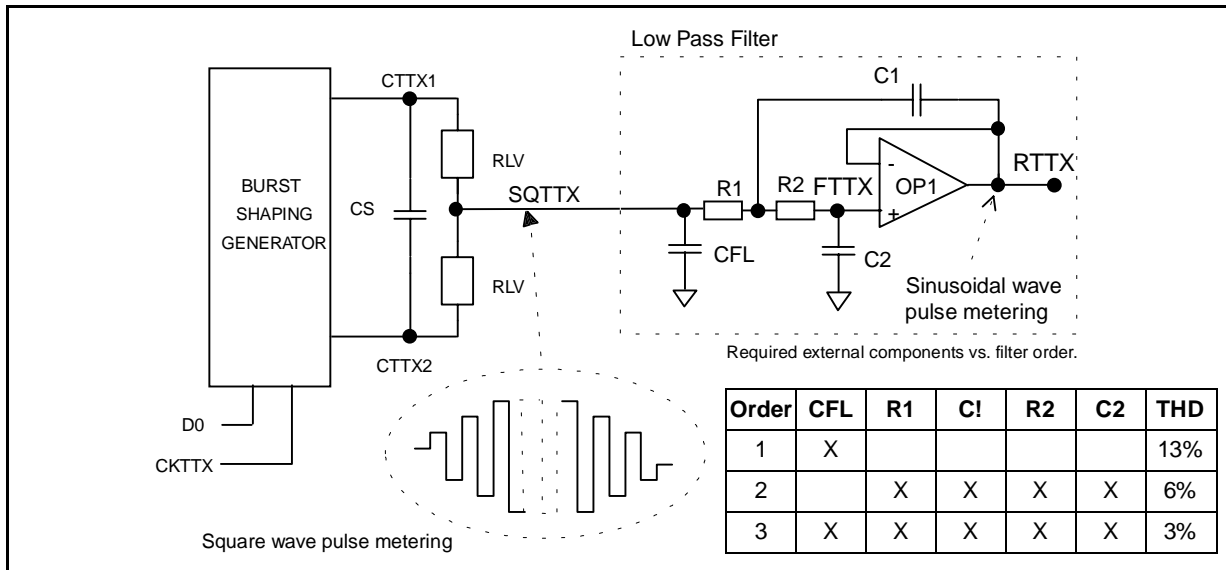 Low Pass Filter
CTTX1
C1
RLV
BURST
SHAPING
GENERATOR
CS
SQTTX
R1
R2
FTTX
-
+
OP1
RTTX
CFL
C2
RLV
Sinusoidal wave
pulse metering
CTTX2
Required external components vs. filter order.
D0
CKTTX
Square wave pulse metering
Order CFL R1 C! R2 C2 THD
1 X 13%
2 X X X X 6%
3 X X X X X 3%